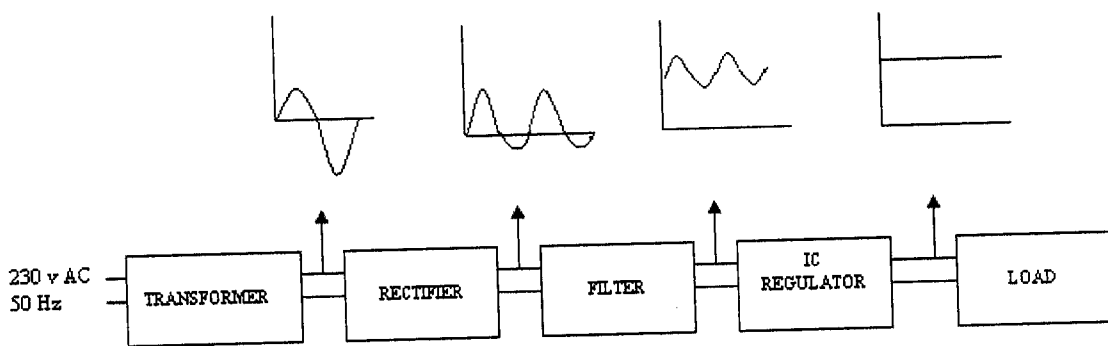 230 v AC
50 Hz
TRANSFORMER
RECTIFIER
FILTER
IC
REGULATOR
LOAD